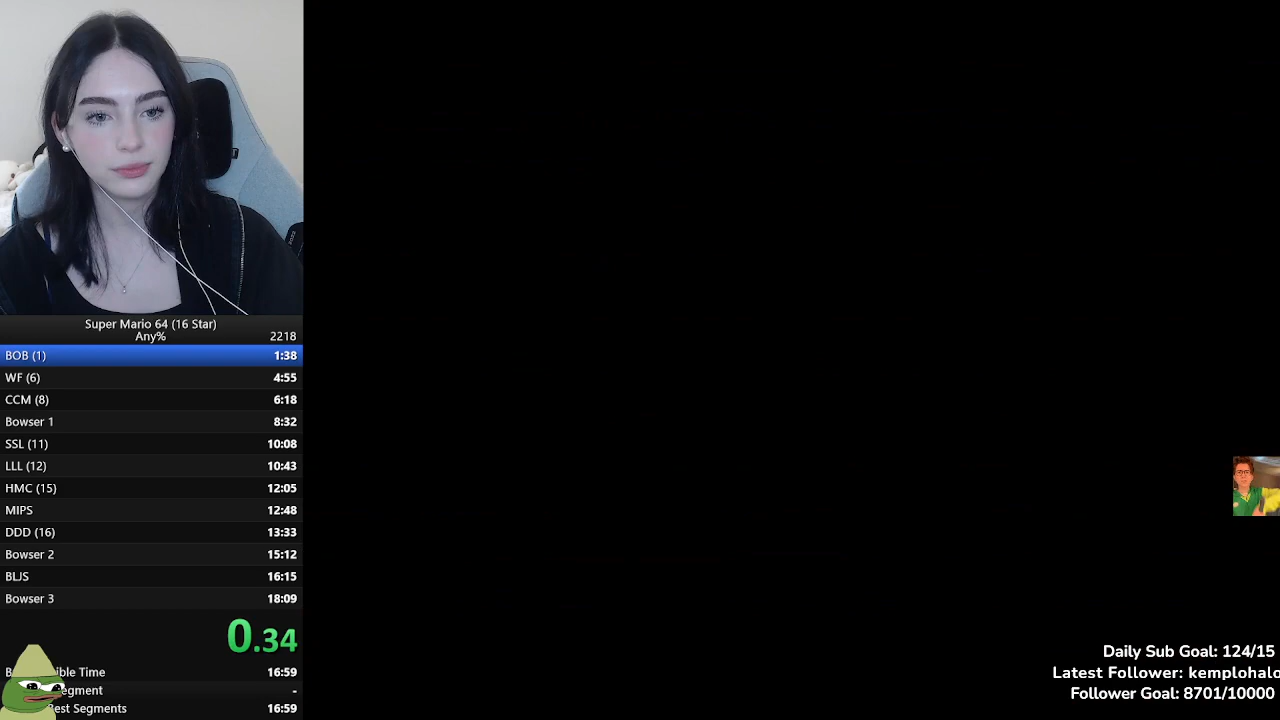 Super Mario 64 (16 Star)
Any% 2218
BOB (1) 1:38
WF (6) 4:55
CCM (8) 6:18
Bowser 1 8:32
SSL (11) 10:08
LLL (12) 10:43
HMC (15) 12:05
MIPS 12:48
DDD (16) 13:33
Bowser 2 15:12
BLJS 16:15
Bowser 3 18:09
0.34
ible Time 16:59
egment -
est Segments 16:59
Daily Sub Goal: 124/15
Latest Follower: kemplohalo
Follower Goal: 8701/10000